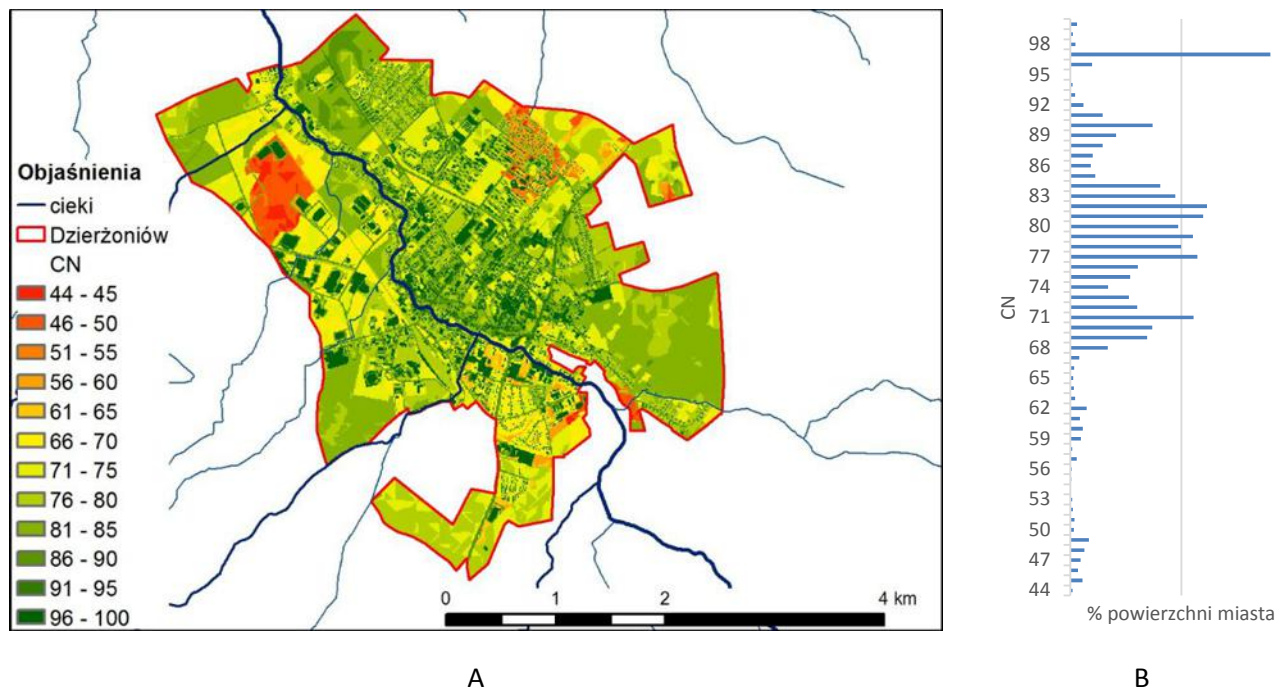 Objaśnienia
cieki
Dzierżoniów
CN
44 - 45
46 - 50
51 - 55
56 - 60
61 - 65
66 - 70
71 - 75
76 - 80
81 - 85
86 - 90
91 - 95
96 - 100
0 1 2 4 km
A
98
95
92
89
86
83
80
77
74
71
68
65
62
59
56
53
50
47
44
CN
% powierzchni miasta
B